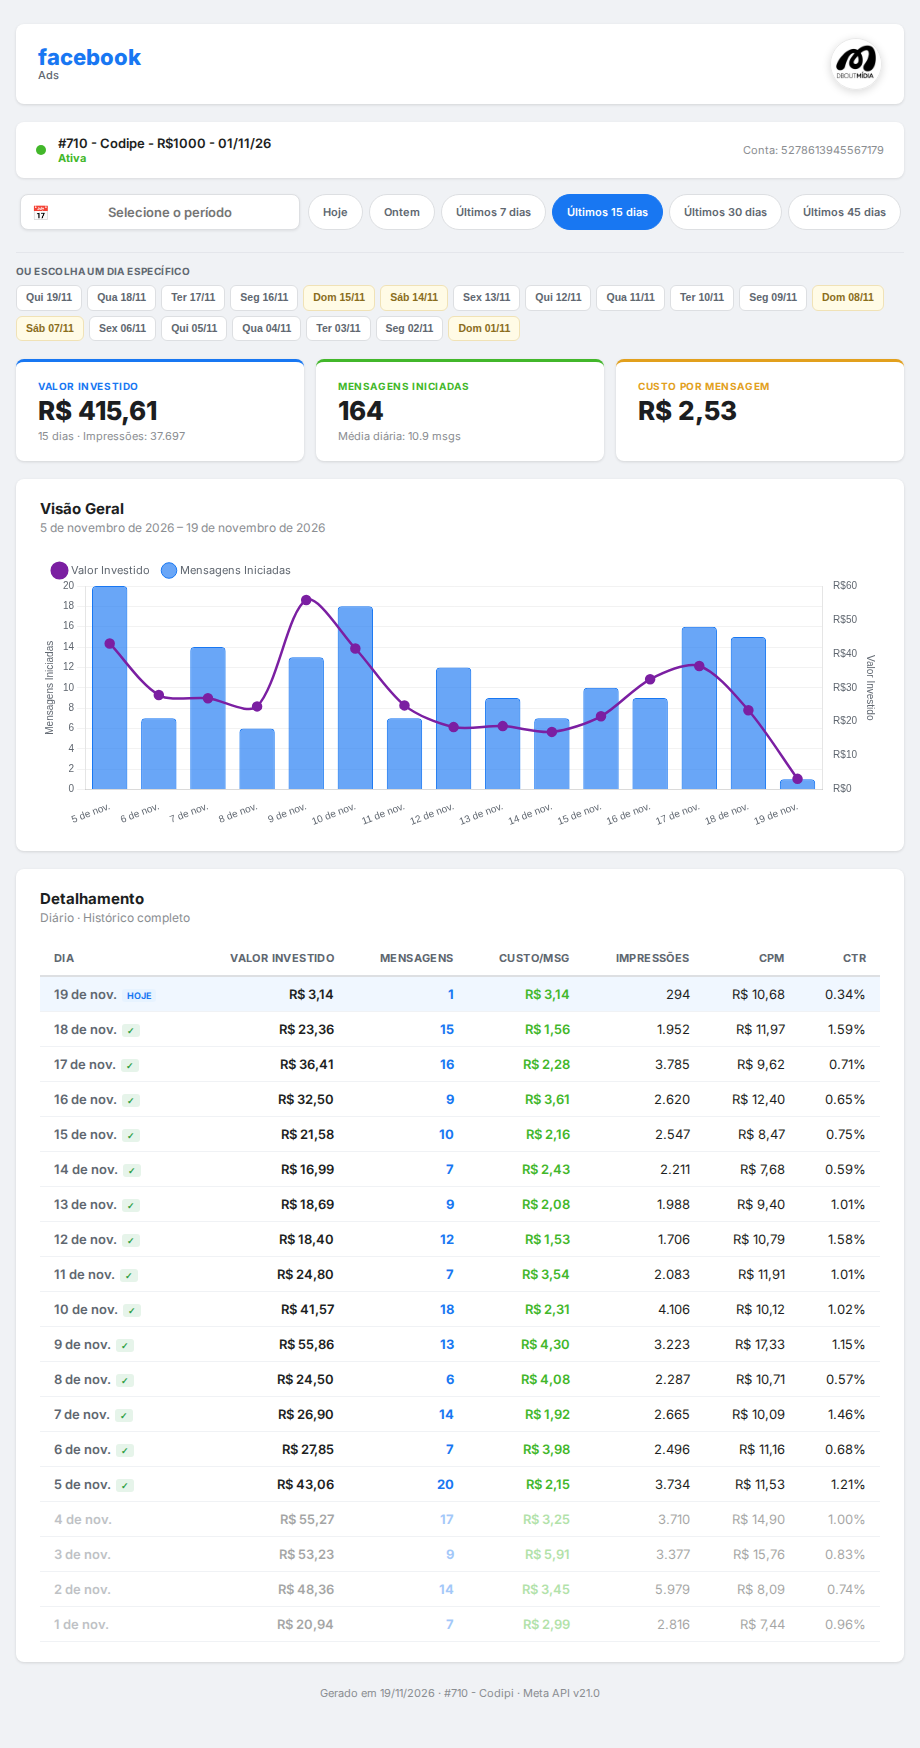 facebook
Ads
DBOUTMÍDIA
#710 - Codipe - R$1000 - 01/11/26
Ativa
Conta: 5278613945567179
Selecione o período
Hoje
Ontem
Últimos 7 dias
Últimos 15 dias
Últimos 30 dias
Últimos 45 dias
OU ESCOLHA UM DIA ESPECÍFICO
Qui 19/11 Qua 18/11 Ter 17/11 Seg 16/11 Dom 15/11 Sáb 14/11 Sex 13/11 Qui 12/11 Qua 11/11 Ter 10/11 Seg 09/11 Dom 08/11
Sáb 07/11 Sex 06/11 Qui 05/11 Qua 04/11 Ter 03/11 Seg 02/11 Dom 01/11
VALOR INVESTIDO
R$ 415,61
15 dias · Impressões: 37.697
MENSAGENS INICIADAS
164
Média diária: 10.9 msgs
CUSTO POR MENSAGEM
R$ 2,53
Visão Geral
5 de novembro de 2026 – 19 de novembro de 2026
Valor Investido Mensagens Iniciadas
Mensagens Iniciadas
20
18
16
14
12
10
8
6
4
2
0
R$60
R$50
R$40
R$30
R$20
R$10
R$0
Valor Investido
5 de nov. 6 de nov. 7 de nov. 8 de nov. 9 de nov. 10 de nov. 11 de nov. 12 de nov. 13 de nov. 14 de nov. 15 de nov. 16 de nov. 17 de nov. 18 de nov. 19 de nov.
Detalhamento
Diário · Histórico completo
DIA VALOR INVESTIDO MENSAGENS CUSTO/MSG IMPRESSÕES CPM CTR
19 de nov. HOJE R$ 3,14 1 R$ 3,14 294 R$ 10,68 0.34%
18 de nov. ✓ R$ 23,36 15 R$ 1,56 1.952 R$ 11,97 1.59%
17 de nov. ✓ R$ 36,41 16 R$ 2,28 3.785 R$ 9,62 0.71%
16 de nov. ✓ R$ 32,50 9 R$ 3,61 2.620 R$ 12,40 0.65%
15 de nov. ✓ R$ 21,58 10 R$ 2,16 2.547 R$ 8,47 0.75%
14 de nov. ✓ R$ 16,99 7 R$ 2,43 2.211 R$ 7,68 0.59%
13 de nov. ✓ R$ 18,69 9 R$ 2,08 1.988 R$ 9,40 1.01%
12 de nov. ✓ R$ 18,40 12 R$ 1,53 1.706 R$ 10,79 1.58%
11 de nov. ✓ R$ 24,80 7 R$ 3,54 2.083 R$ 11,91 1.01%
10 de nov. ✓ R$ 41,57 18 R$ 2,31 4.106 R$ 10,12 1.02%
9 de nov. ✓ R$ 55,86 13 R$ 4,30 3.223 R$ 17,33 1.15%
8 de nov. ✓ R$ 24,50 6 R$ 4,08 2.287 R$ 10,71 0.57%
7 de nov. ✓ R$ 26,90 14 R$ 1,92 2.665 R$ 10,09 1.46%
6 de nov. ✓ R$ 27,85 7 R$ 3,98 2.496 R$ 11,16 0.68%
5 de nov. ✓ R$ 43,06 20 R$ 2,15 3.734 R$ 11,53 1.21%
4 de nov. R$ 55,27 17 R$ 3,25 3.710 R$ 14,90 1.00%
3 de nov. R$ 53,23 9 R$ 5,91 3.377 R$ 15,76 0.83%
2 de nov. R$ 48,36 14 R$ 3,45 5.979 R$ 8,09 0.74%
1 de nov. R$ 20,94 7 R$ 2,99 2.816 R$ 7,44 0.96%
Gerado em 19/11/2026 · #710 - Codipi · Meta API v21.0